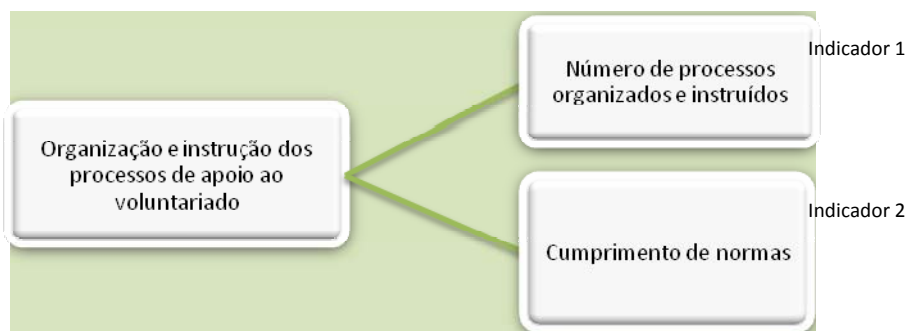 Organização e instrução dos
processos de apoio ao
voluntariado
Número de processos
organizados e instruídos
Indicador 1
Cumprimento de normas
Indicador 2